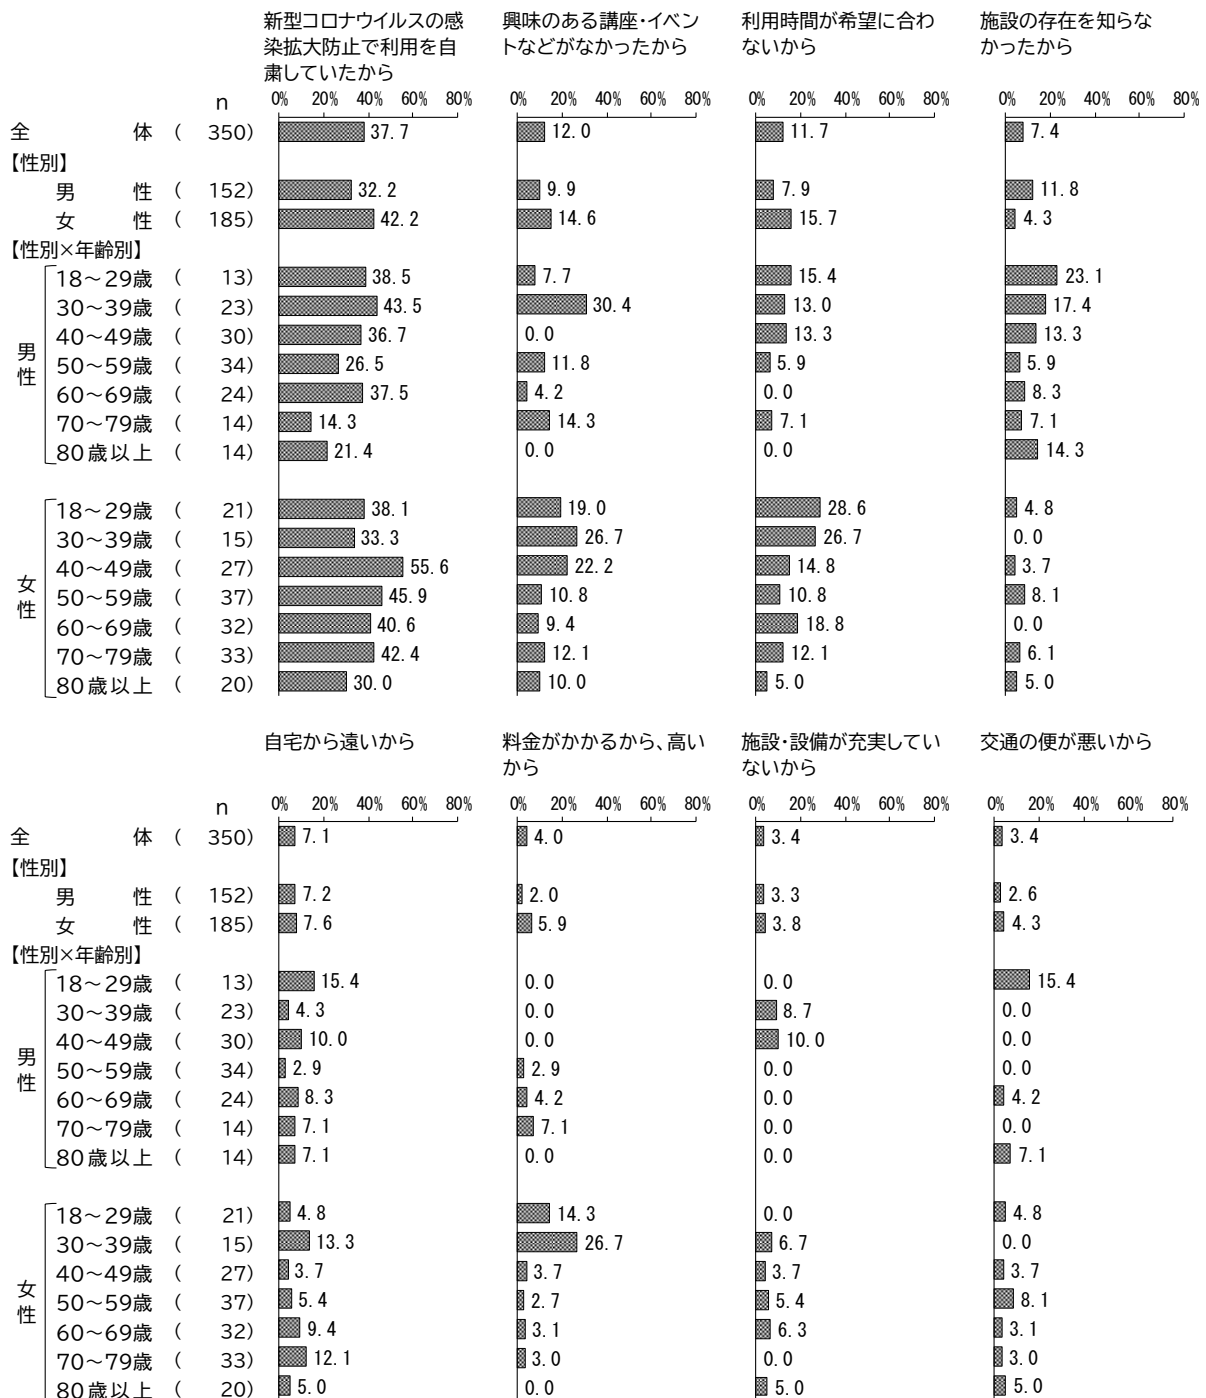 新型コロナウイルスの感 興味のある講座・イベン 利用時間が希望に合わ 施設の存在を知らな
染拡大防止で利用を自 トなどがなかったから ないから かったから
粛していたから
n 0% 20% 40% 60% 80% 0% 20% 40% 60% 80% 0% 20% 40% 60% 80% 0% 20% 40% 60% 80%
全 体 ( 350) 37.7 12.0 11.7 7.4
【性別】
男 性 ( 152) 32.2 9.9 7.9 11.8
女 性 ( 185) 42.2 14.6 15.7 4.3
【性別×年齢別】
18～29歳 ( 13) 38.5 7.7 15.4 23.1
30～39歳 ( 23) 43.5 30.4 13.0 17.4
40～49歳 ( 30) 36.7 0.0 13.3 13.3
男性
50～59歳 ( 34) 26.5 11.8 5.9 5.9
60～69歳 ( 24) 37.5 4.2 0.0 8.3
70～79歳 ( 14) 14.3 14.3 7.1 7.1
80歳以上 ( 14) 21.4 0.0 0.0 14.3
18～29歳 ( 21) 38.1 19.0 28.6 4.8
30～39歳 ( 15) 33.3 26.7 26.7 0.0
40～49歳 ( 27) 55.6 22.2 14.8 3.7
女性
50～59歳 ( 37) 45.9 10.8 10.8 8.1
60～69歳 ( 32) 40.6 9.4 18.8 0.0
70～79歳 ( 33) 42.4 12.1 12.1 6.1
80歳以上 ( 20) 30.0 10.0 5.0 5.0
自宅から遠いから 料金がかかるから、高い 施設・設備が充実してい 交通の便が悪いから
から ないから
n 0% 20% 40% 60% 80% 0% 20% 40% 60% 80% 0% 20% 40% 60% 80% 0% 20% 40% 60% 80%
全 体 ( 350) 7.1 4.0 3.4 3.4
【性別】
男 性 ( 152) 7.2 2.0 3.3 2.6
女 性 ( 185) 7.6 5.9 3.8 4.3
【性別×年齢別】
18～29歳 ( 13) 15.4 0.0 0.0 15.4
30～39歳 ( 23) 4.3 0.0 8.7 0.0
40～49歳 ( 30) 10.0 0.0 10.0 0.0
男性
50～59歳 ( 34) 2.9 2.9 0.0 0.0
60～69歳 ( 24) 8.3 4.2 0.0 4.2
70～79歳 ( 14) 7.1 7.1 0.0 0.0
80歳以上 ( 14) 7.1 0.0 0.0 7.1
18～29歳 ( 21) 4.8 14.3 0.0 4.8
30～39歳 ( 15) 13.3 26.7 6.7 0.0
40～49歳 ( 27) 3.7 3.7 3.7 3.7
女性
50～59歳 ( 37) 5.4 2.7 5.4 8.1
60～69歳 ( 32) 9.4 3.1 6.3 3.1
70～79歳 ( 33) 12.1 3.0 0.0 3.0
80歳以上 ( 20) 5.0 0.0 5.0 5.0